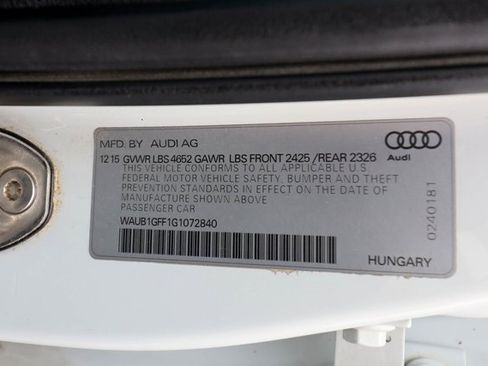 MFD. BY AUDI AG
12 15 GVWR LBS 4652 GAWR LBS FRONT 2425 /REAR 2326
THIS VEHICLE CONFORMS TO ALL APPLICABLE U.S
FEDERAL MOTOR VEHICLE SAFETY, BUMPER AND THEFT
PREVENTION STANDARDS IN EFFECT ON THE DATE OF
MANUFACTURE SHOWN ABOVE
PASSENGER CAR
WAUB1GFF1G1072840
Audi
0240181
HUNGARY